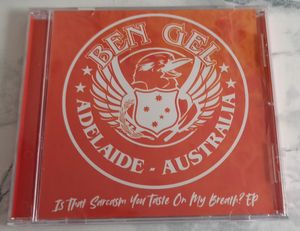 BEN GEL
ADELAIDE - AUSTRALIA
Is That Sarcasm You Taste On My Breath? EP